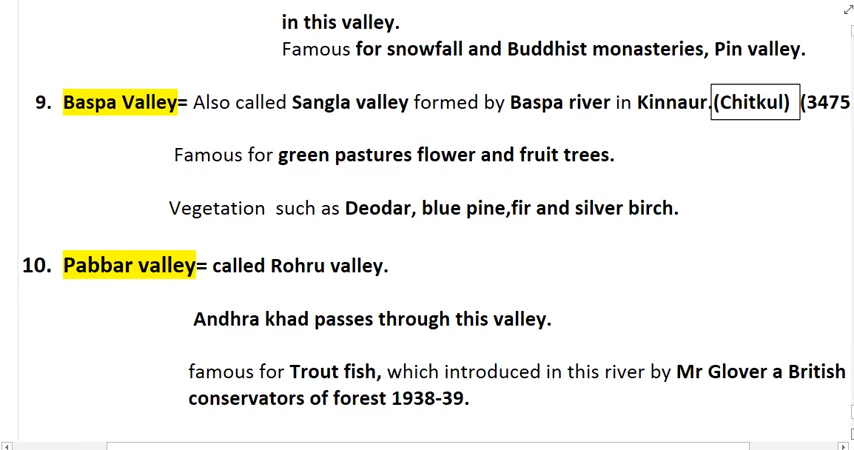 in this valley.
Famous for snowfall and Buddhist monasteries, Pin valley.
9. Baspa Valley= Also called Sangla valley formed by Baspa river in Kinnaur.(Chitkul) (3475
Famous for green pastures flower and fruit trees.
Vegetation such as Deodar, blue pine,fir and silver birch.
10. Pabbar valley= called Rohru valley.
Andhra khad passes through this valley.
famous for Trout fish, which introduced in this river by Mr Glover a British
conservators of forest 1938-39.